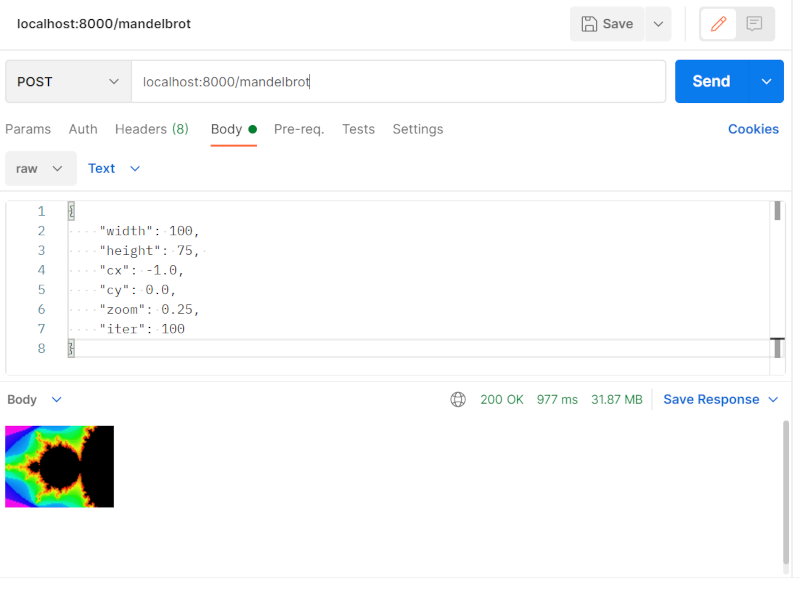 localhost:8000/mandelbrot
Save
POST
localhost:8000/mandelbrot
Send
Params Auth Headers (8) Body Pre-req. Tests Settings Cookies
raw Text
1 {
2 "width": 100,
3 "height": 75,
4 "cx": -1.0,
5 "cy": 0.0,
6 "zoom": 0.25,
7 "iter": 100
8 }
Body 200 OK 977 ms 31.87 MB Save Response